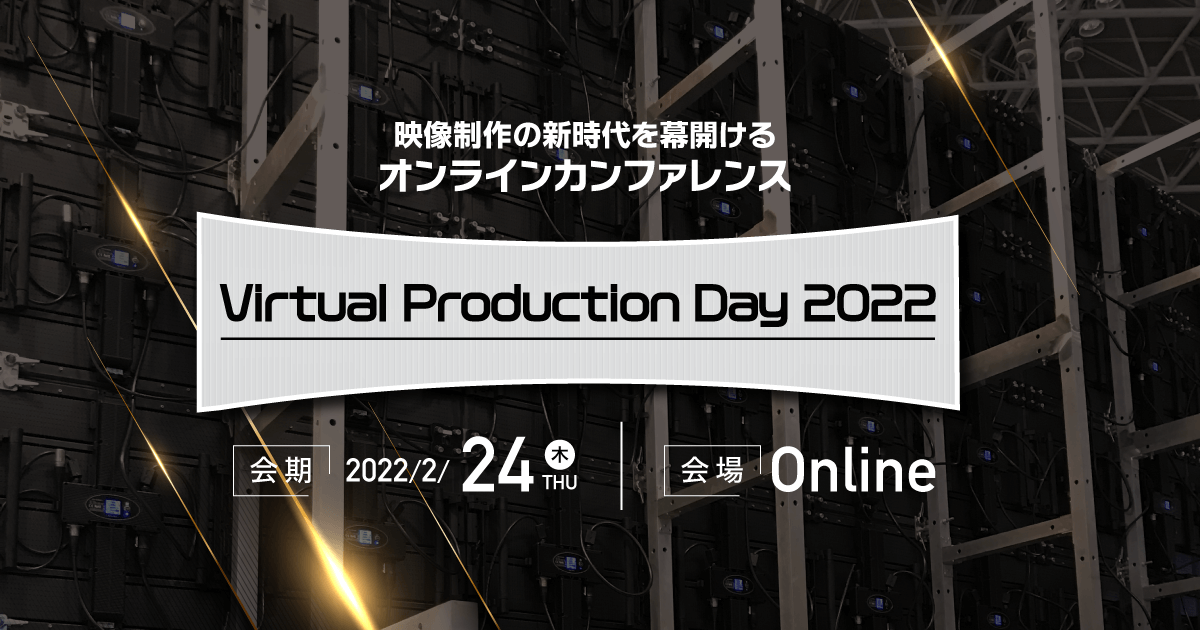 映像制作の新時代を幕開ける
オンラインカンファレンス
Virtual Production Day 2022
会期 2022/2/24 木 THU
会場 Online